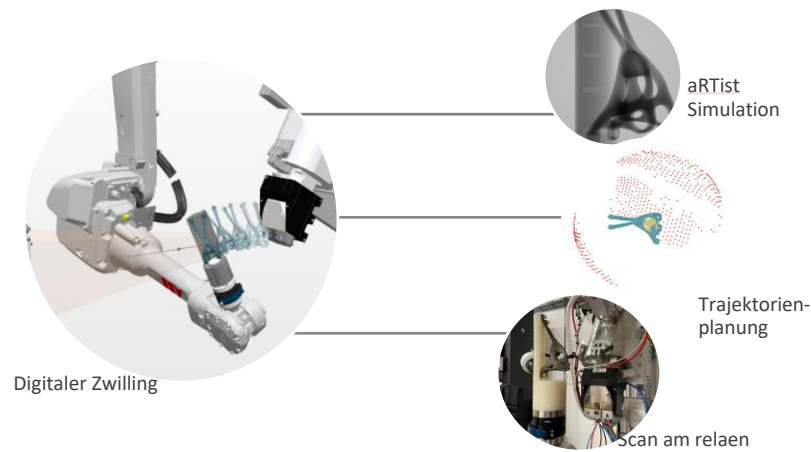 aRTist
Simulation
Trajektorien-
planung
Digitaler Zwilling
Scan am relaen